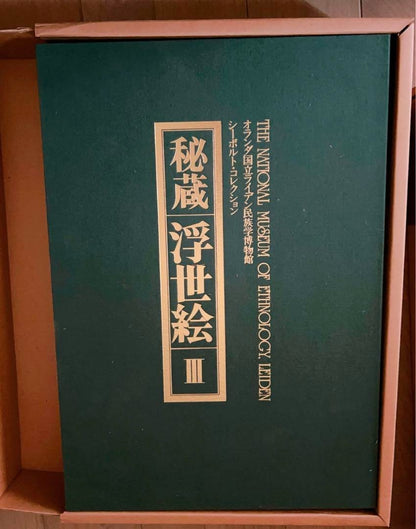 THE NATIONAL MUSEUM OF ETHNOLOGY, LEIDEN
オランダ国立ライデン民族学博物館
シーボルト・コレクション
秘蔵 浮世絵 III